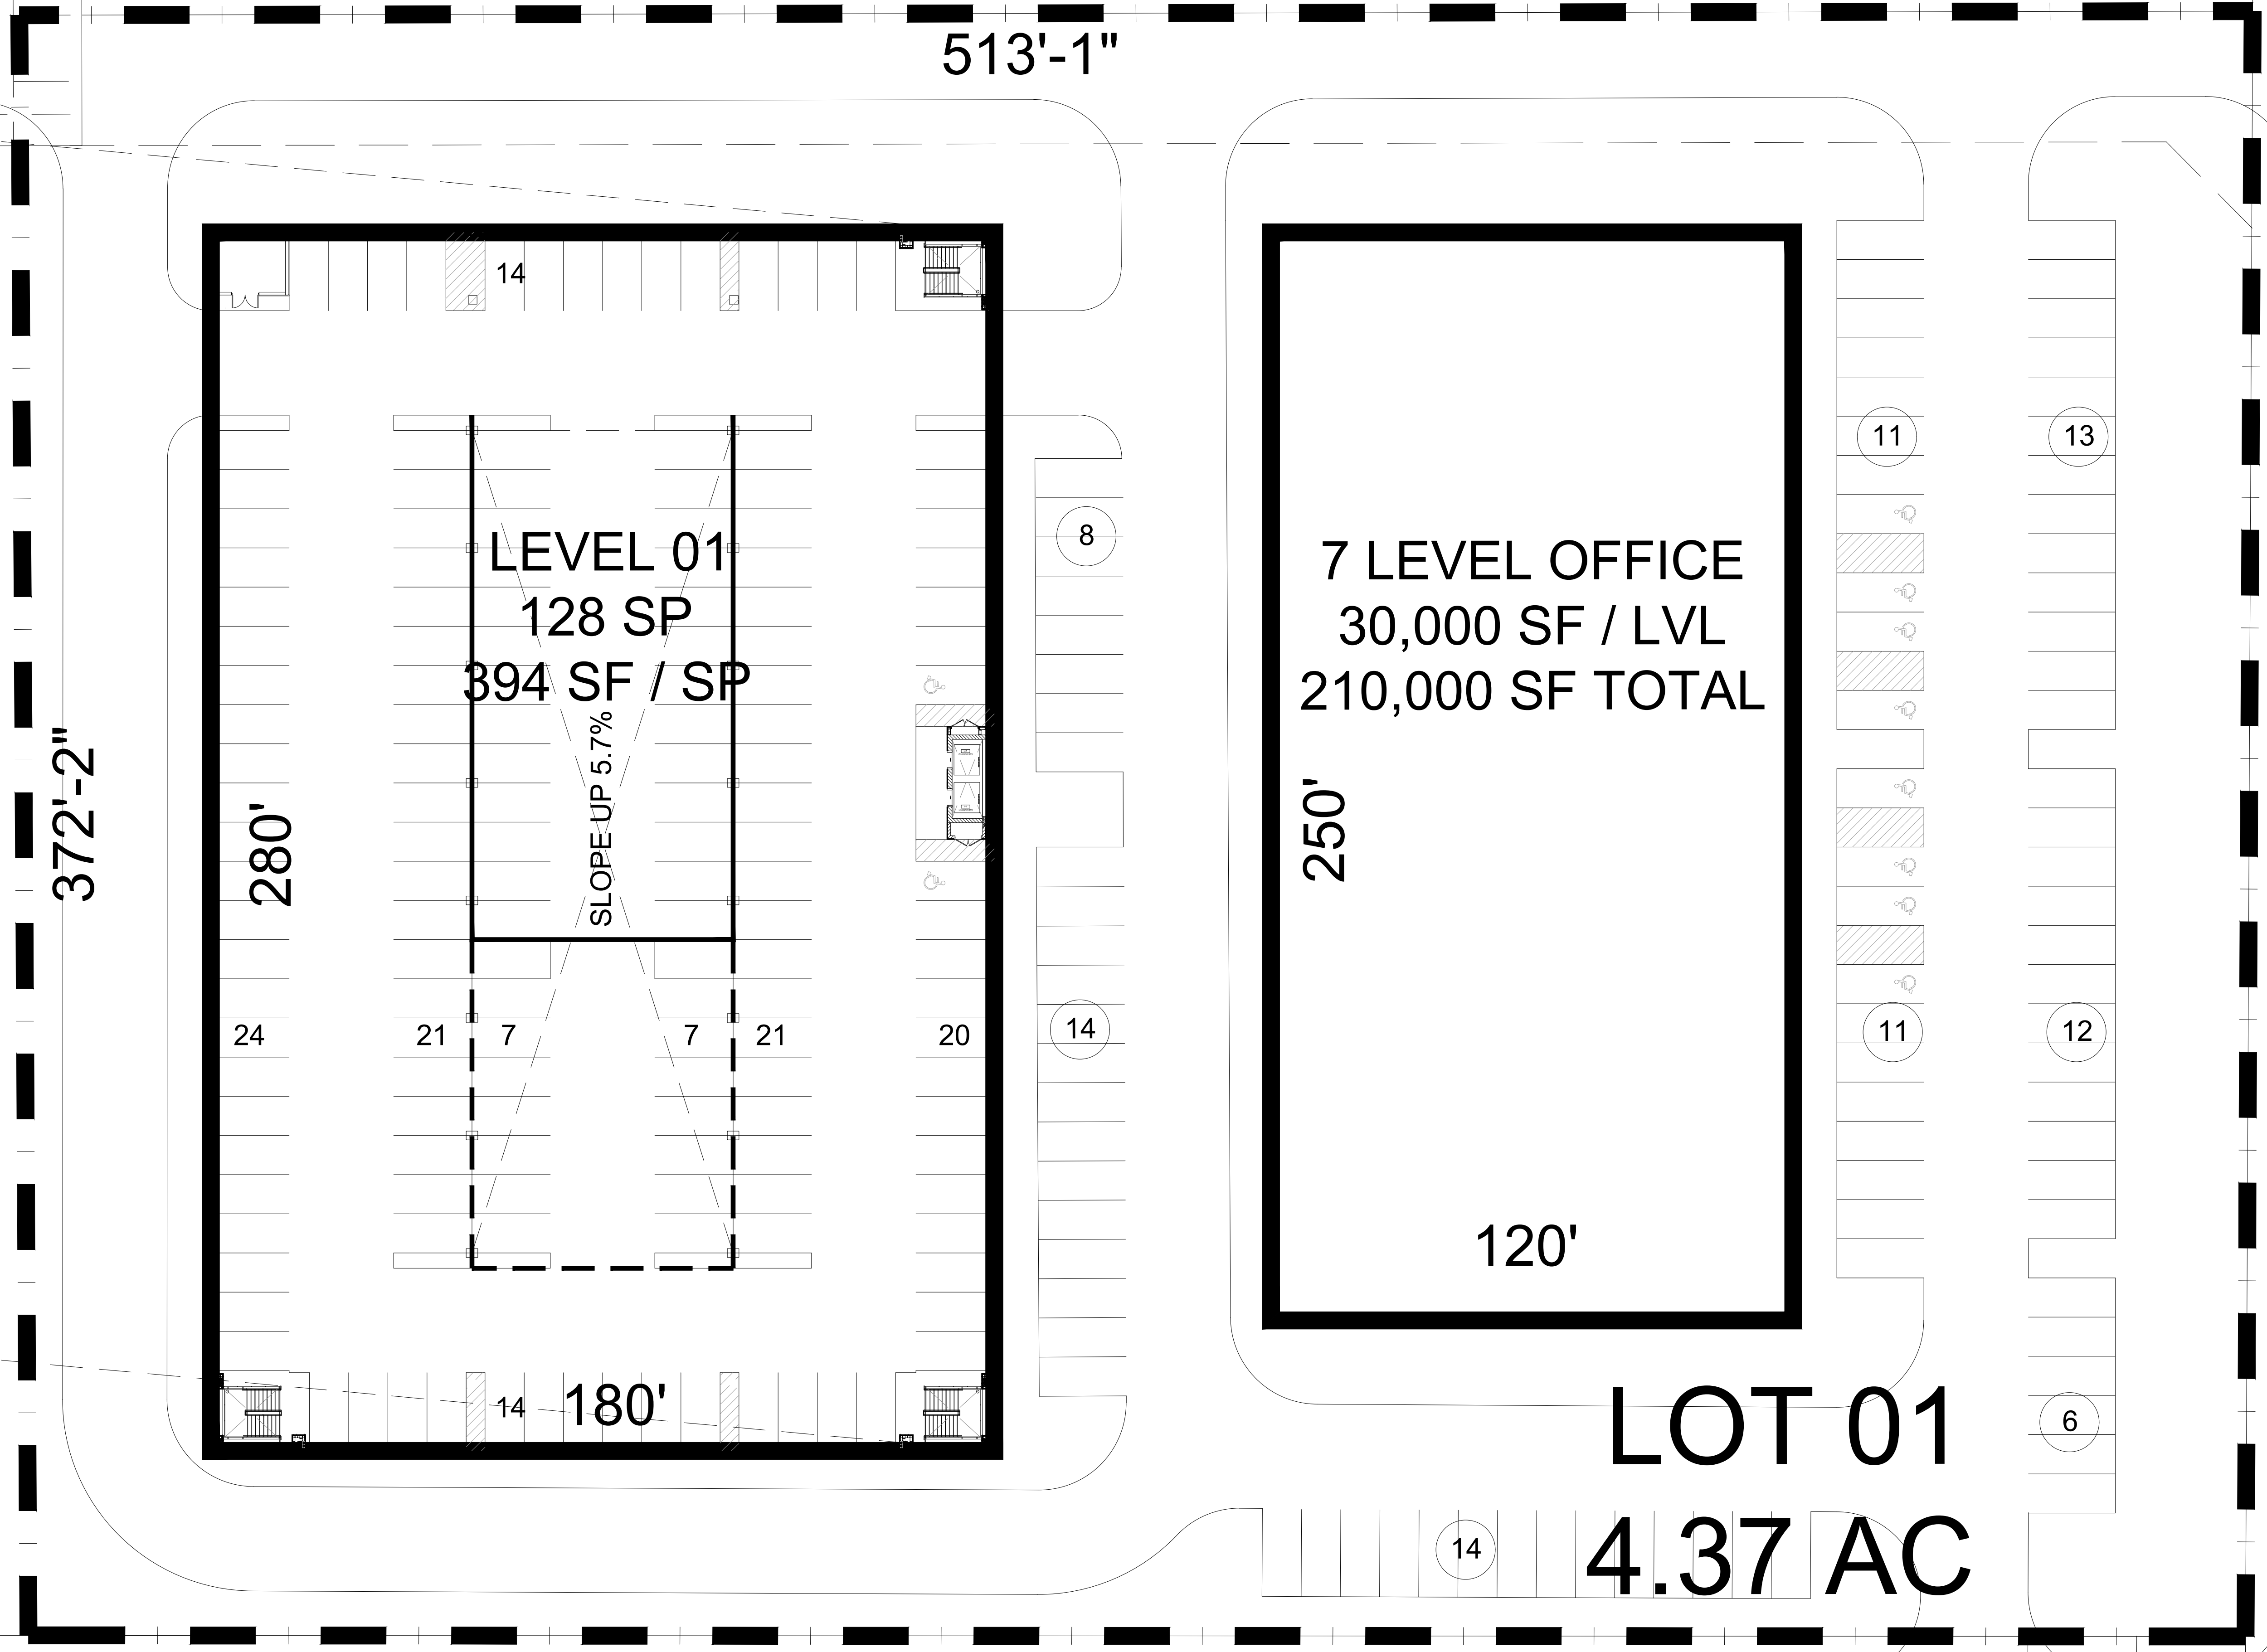 513'-1"
14
11
13
8
LEVEL 01
128 SP
394 SF / SP
7 LEVEL OFFICE
30,000 SF / LVL
210,000 SF TOTAL
SLOPE UP 5.7%
372'-2"
280'
250'
24
21
7
7
21
20
14
11
12
120'
14
180'
LOT 01
6
14
4.37 AC